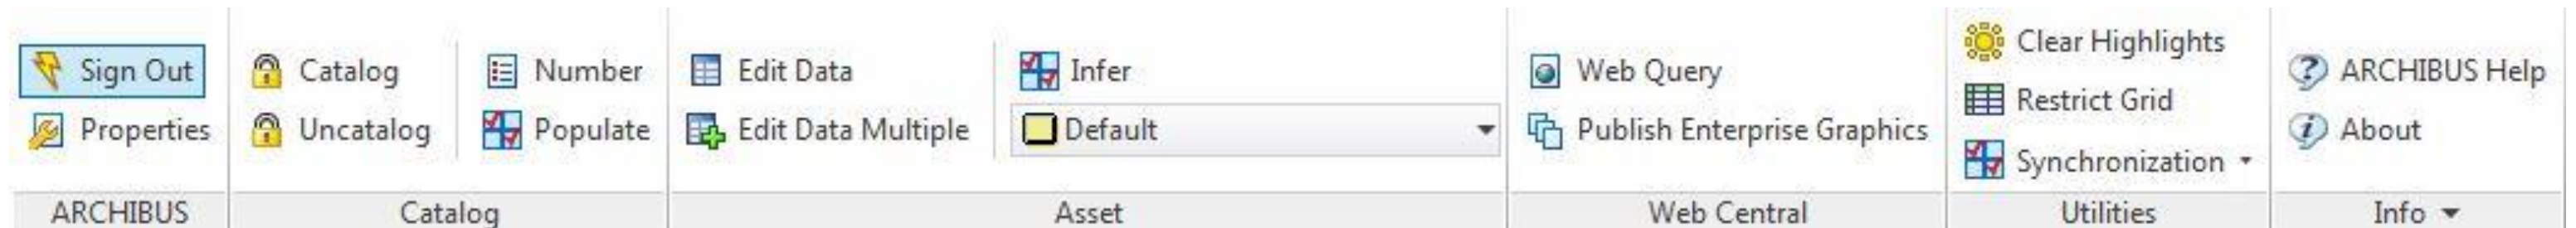 Sign Out
Properties
ARCHIBUS
Catalog
Uncatalog
Number
Populate
Catalog
Edit Data
Edit Data Multiple
Infer
Default
Asset
Web Query
Publish Enterprise Graphics
Web Central
Clear Highlights
Restrict Grid
Synchronization
Utilities
ARCHIBUS Help
About
Info